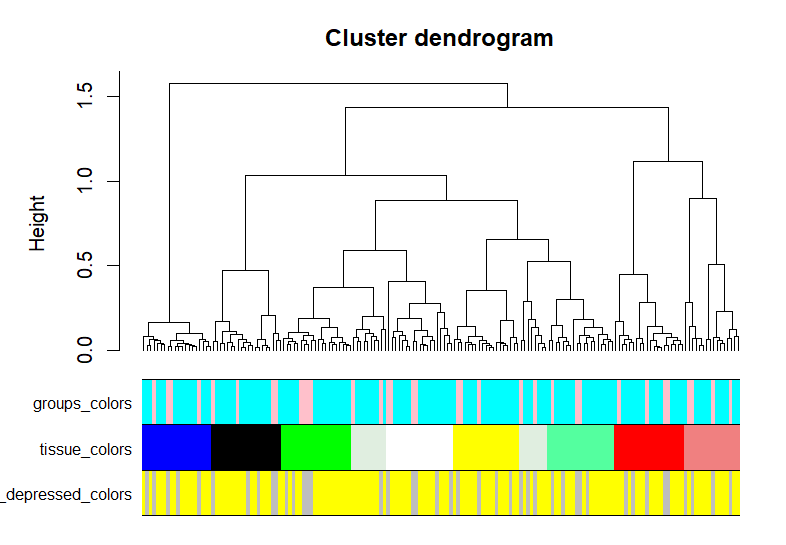 Cluster dendrogram
Height
1.5
1.0
0.5
0.0
groups_colors
tissue_colors
_depressed_colors